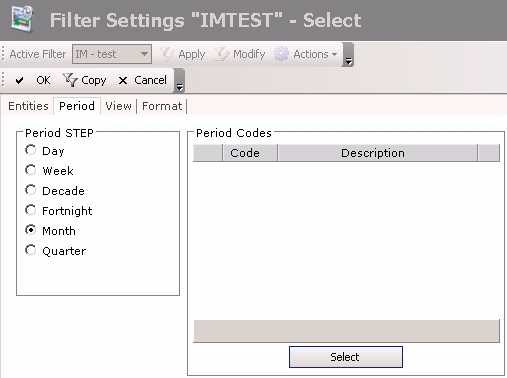 Filter Settings "IMTEST" - Select
Active Filter IM - test Apply Modify Actions
OK Copy Cancel
Entities Period View Format
Period STEP
Day
Week
Decade
Fortnight
Month
Quarter
Period Codes
Code Description
Select